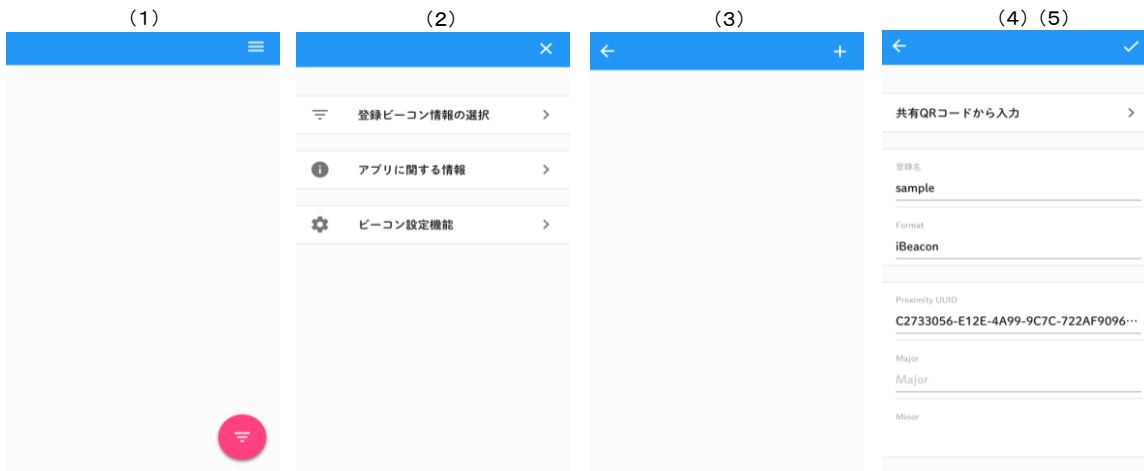 (1)
(2)
(3)
(4) (5)
登録ビーコン情報の選択
アプリに関する情報
ビーコン設定機能
共有QRコードから入力
登録名
sample
Format
iBeacon
Proximity UUID
C2733056-E12E-4A99-9C7C-722AF9096…
Major
Major
Minor